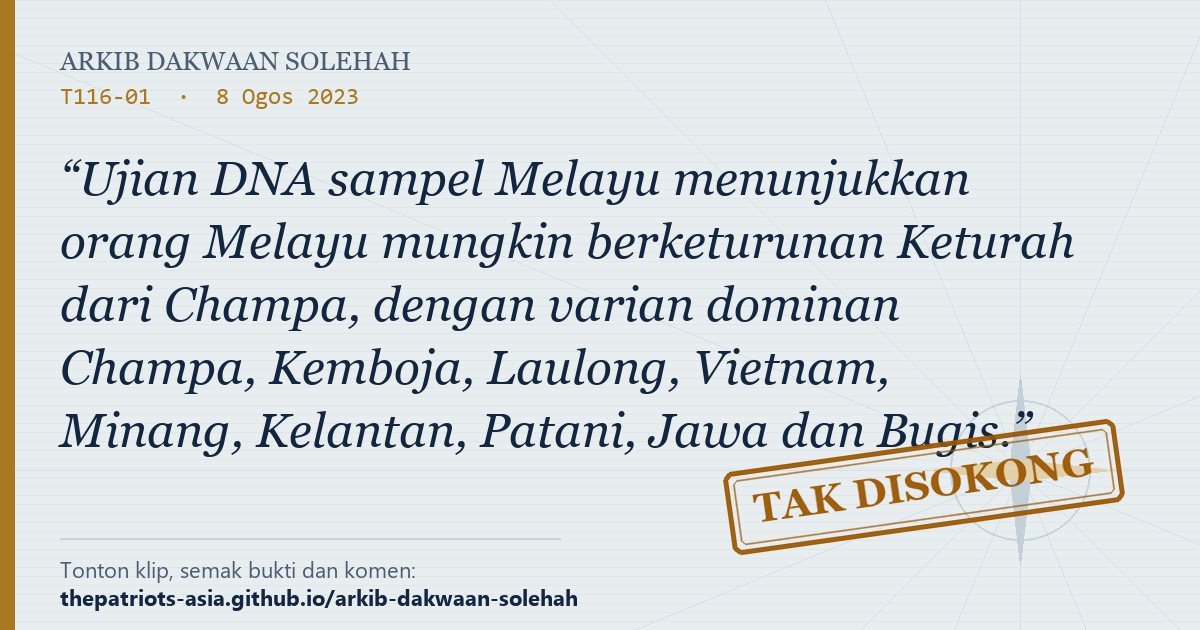 ARKIB DAKWAAN SOLEHAH
T116-01 · 8 Ogos 2023
“Ujian DNA sampel Melayu menunjukkan
orang Melayu mungkin berketurunan Keturah
dari Champa, dengan varian dominan
Champa, Kemboja, Laulong, Vietnam,
Minang, Kelantan, Patani, Jawa dan Bugis.”
TAK DISOKONG
Tonton klip, semak bukti dan komen:
thepatriots-asia.github.io/arkib-dakwaan-solehah